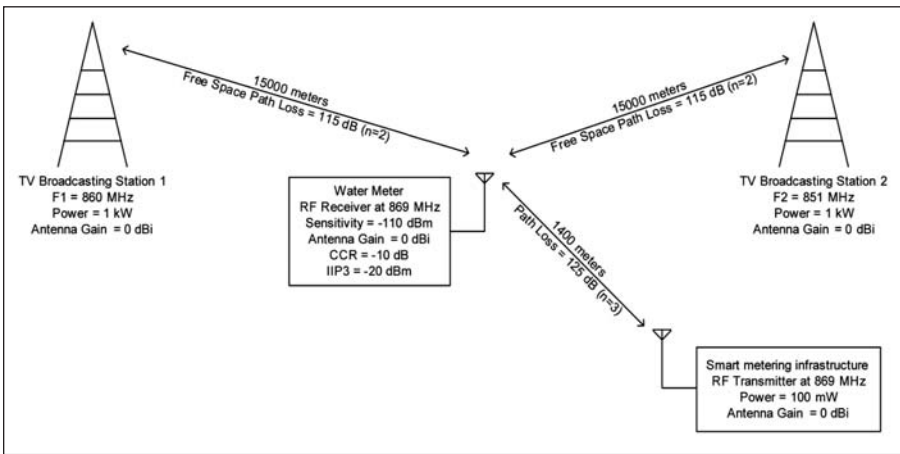 15000 meters
Free Space Path Loss = 115 dB (n=2)
15000 meters
Free Space Path Loss = 115 dB (n=2)
TV Broadcasting Station 1
F1 = 860 MHz
Power = 1 kW
Antenna Gain = 0 dBi
Water Meter
RF Receiver at 869 MHz
Sensitivity = -110 dBm
Antenna Gain = 0 dBi
CCR = -10 dB
IIP3 = -20 dBm
TV Broadcasting Station 2
F2 = 851 MHz
Power = 1 kW
Antenna Gain = 0 dBi
1400 meters
Path Loss = 125 dB (n=3)
Smart metering infrastructure
RF Transmitter at 869 MHz
Power = 100 mW
Antenna Gain = 0 dBi